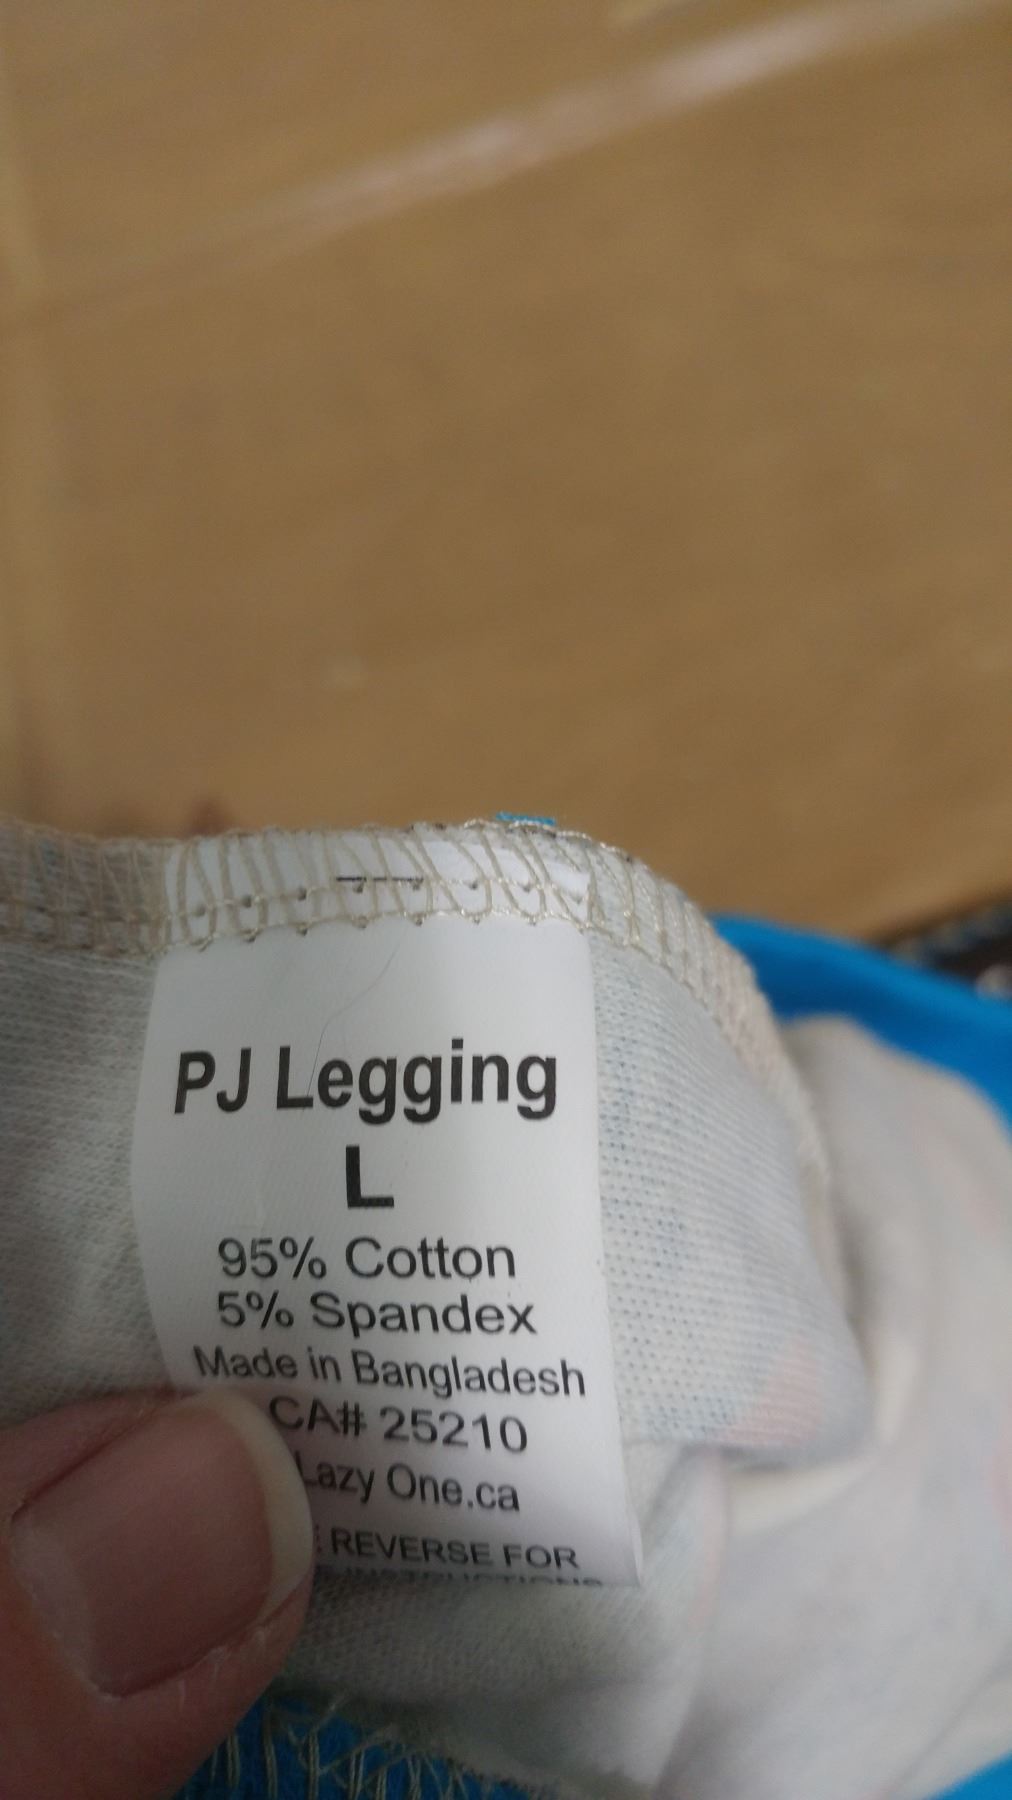 PJ Legging
L
95% Cotton
5% Spandex
Made in Bangladesh
CA# 25210
Lazy One.ca
REVERSE FOR